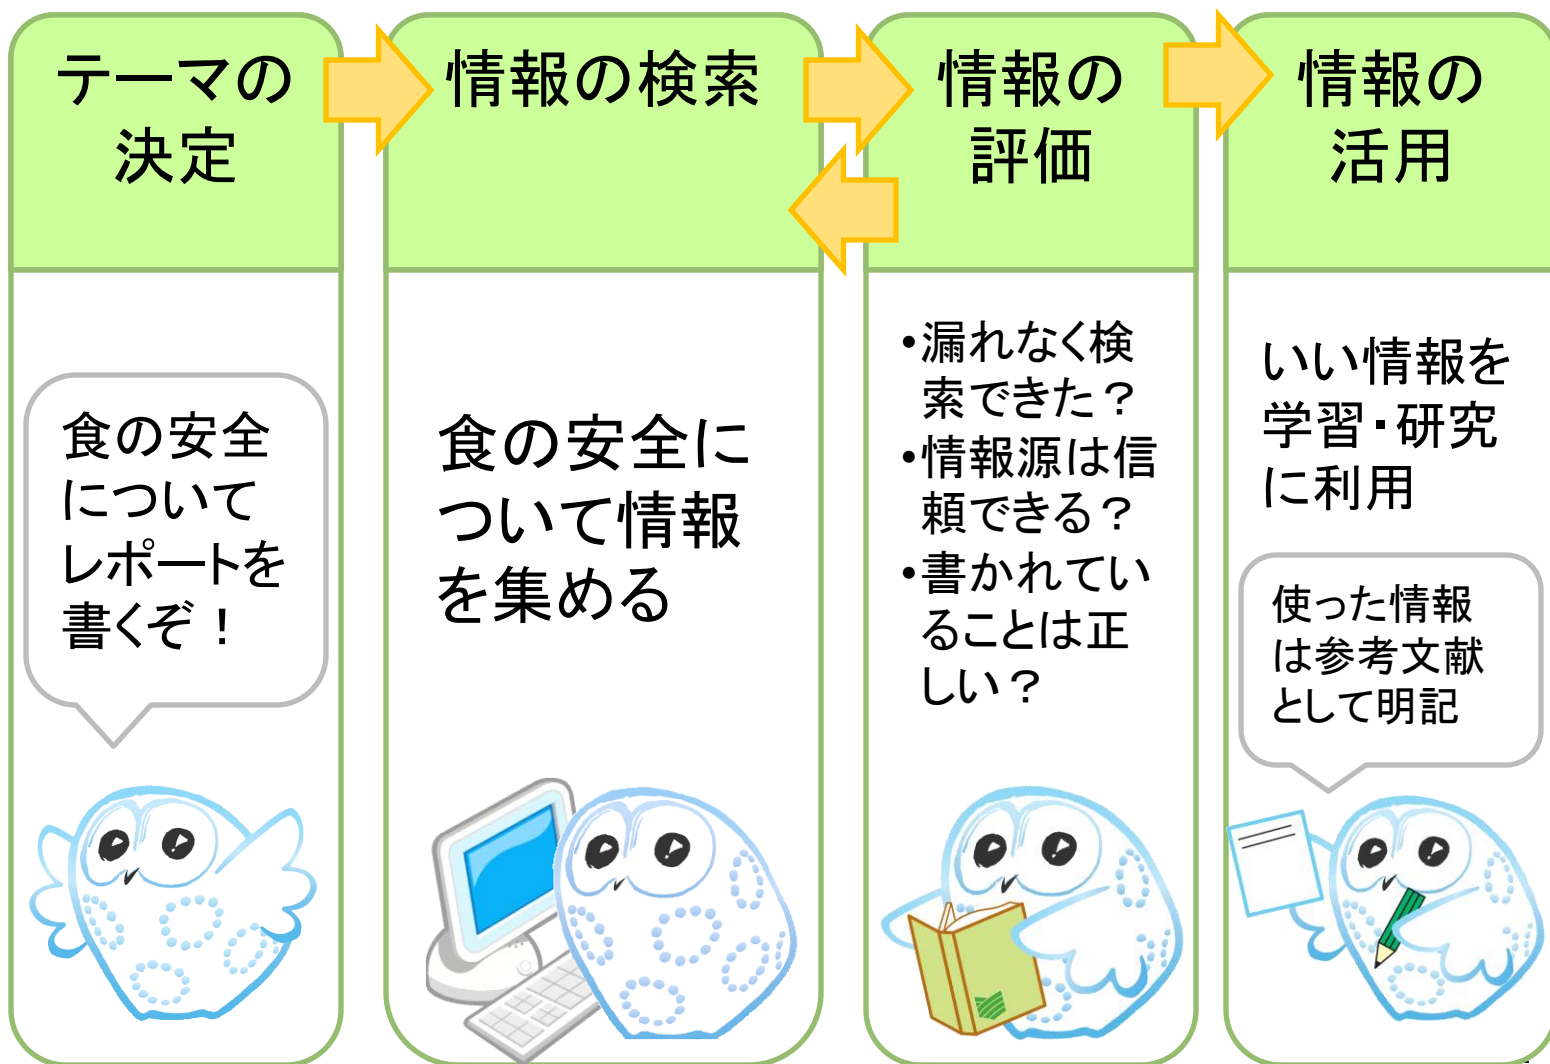 テーマの
決定
食の安全
について
レポートを
書くぞ！
情報の検索
食の安全に
ついて情報
を集める
情報の
評価
•漏れなく検
索できた？
•情報源は信
頼できる？
•書かれてい
ることは正
しい？
情報の
活用
いい情報を
学習・研究
に利用
使った情報
は参考文献
として明記